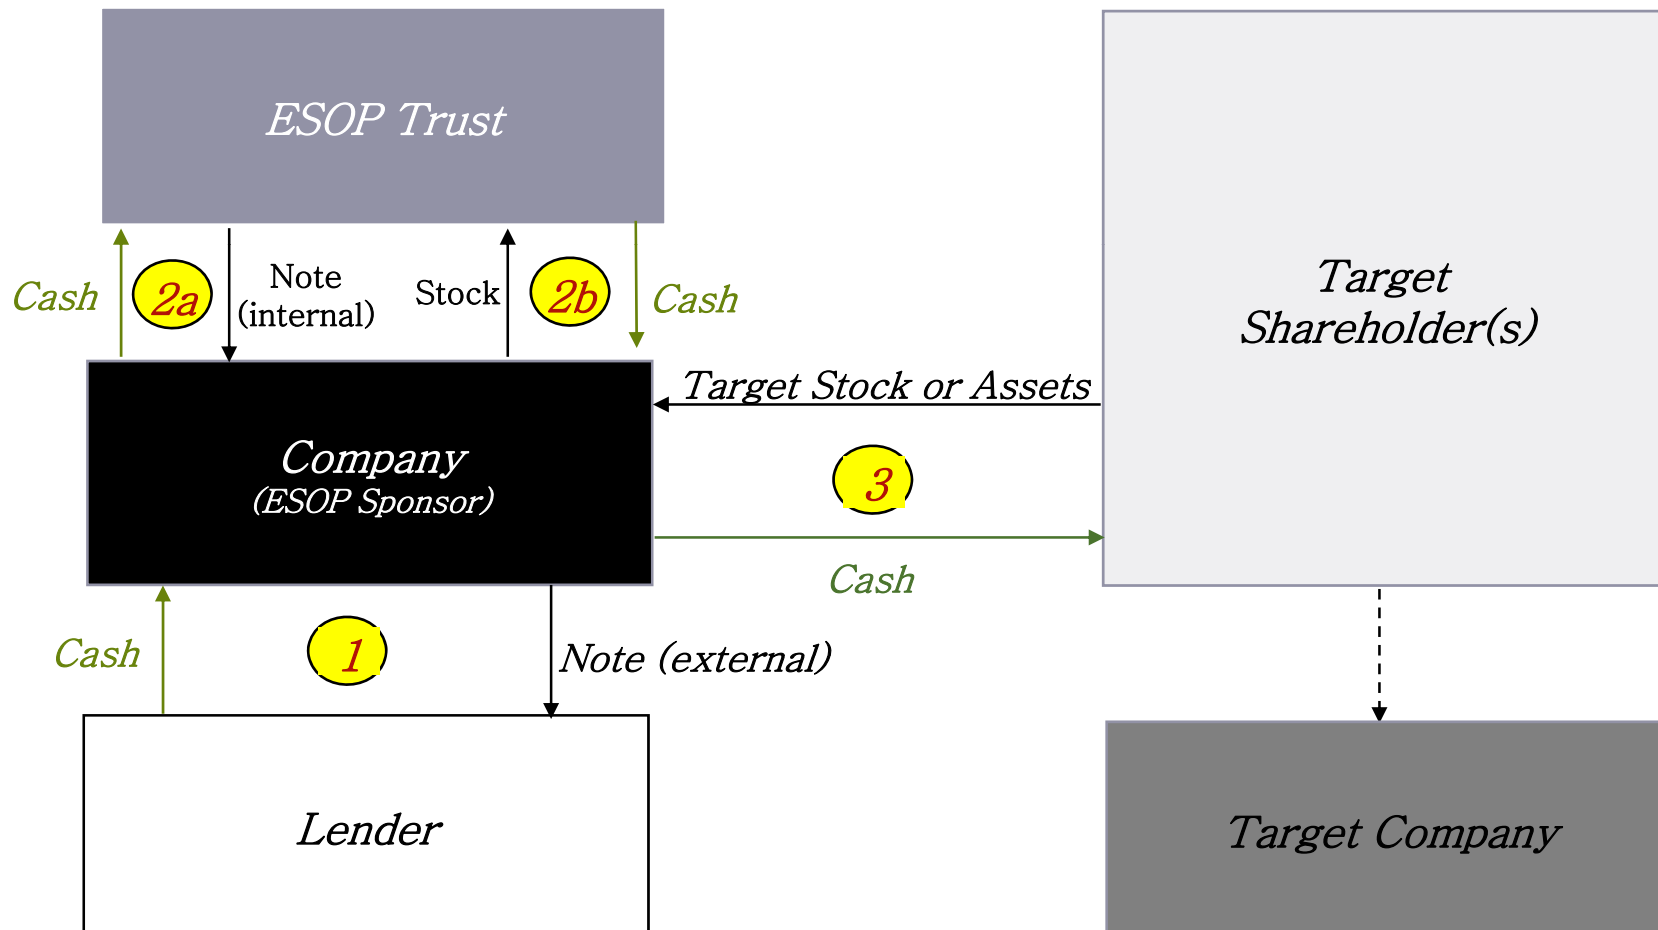 ESOP Trust
Cash
2a
Note
(internal)
Stock
2b
Cash
Target
Shareholder(s)
Target Stock or Assets
Company
(ESOP Sponsor)
3
Cash
Cash
1
Note (external)
Lender
Target Company